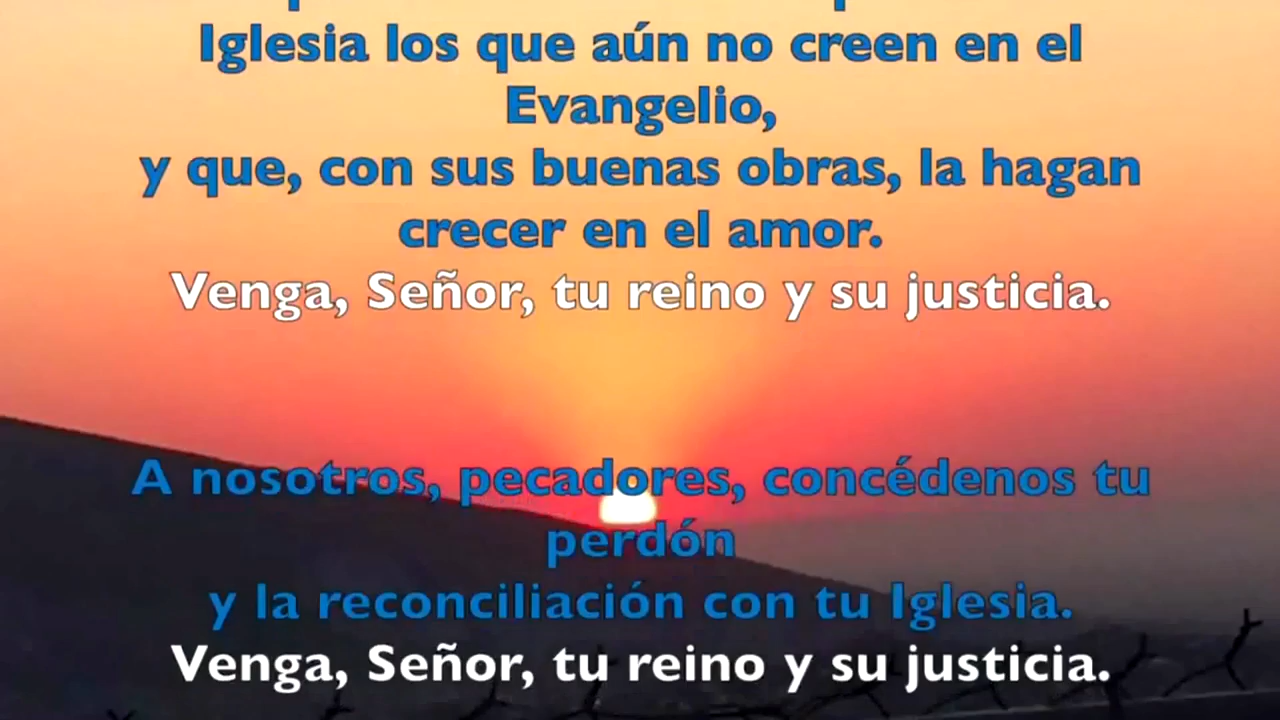 Iglesia los que aún no creen en el
Evangelio,
y que, con sus buenas obras, la hagan
crecer en el amor.
Venga, Señor, tu reino y su justicia.
A nosotros, pecadores, concédenos tu
perdón
y la reconciliación con tu Iglesia.
Venga, Señor, tu reino y su justicia.